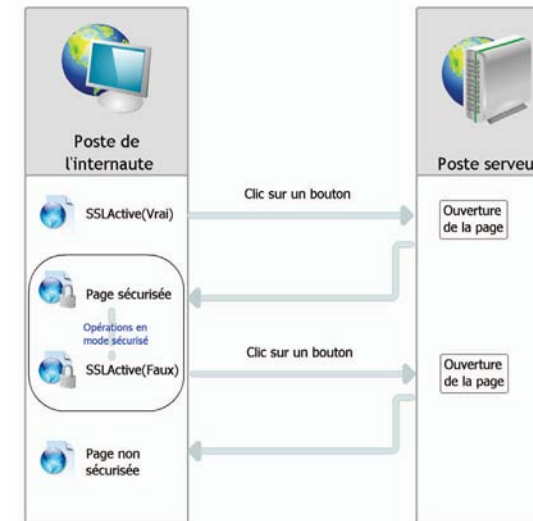 Poste de
l'internaute
Poste serveu
SSLActive(Vrai)
Clic sur un bouton
Ouverture
de la page
Page sécurisée
Opérations en
mode sécurisé
SSLActive(Faux)
Clic sur un bouton
Ouverture
de la page
Page non
sécurisée